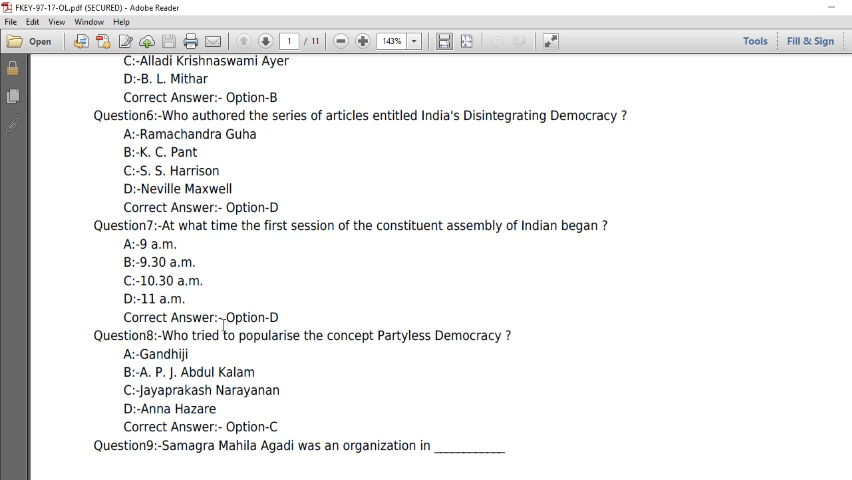 FKEY-97-17-OL.pdf (SECURED) - Adobe Reader
File Edit View Window Help
Open 1 / 11 143% Tools Fill & Sign
C:-Alladi Krishnaswami Ayer
D:-B. L. Mithar
Correct Answer:- Option-B
Question6:-Who authored the series of articles entitled India's Disintegrating Democracy ?
A:-Ramachandra Guha
B:-K. C. Pant
C:-S. S. Harrison
D:-Neville Maxwell
Correct Answer:- Option-D
Question7:-At what time the first session of the constituent assembly of Indian began ?
A:-9 a.m.
B:-9.30 a.m.
C:-10.30 a.m.
D:-11 a.m.
Correct Answer:- Option-D
Question8:-Who tried to popularise the concept Partyless Democracy ?
A:-Gandhiji
B:-A. P. J. Abdul Kalam
C:-Jayaprakash Narayanan
D:-Anna Hazare
Correct Answer:- Option-C
Question9:-Samagra Mahila Agadi was an organization in ____________